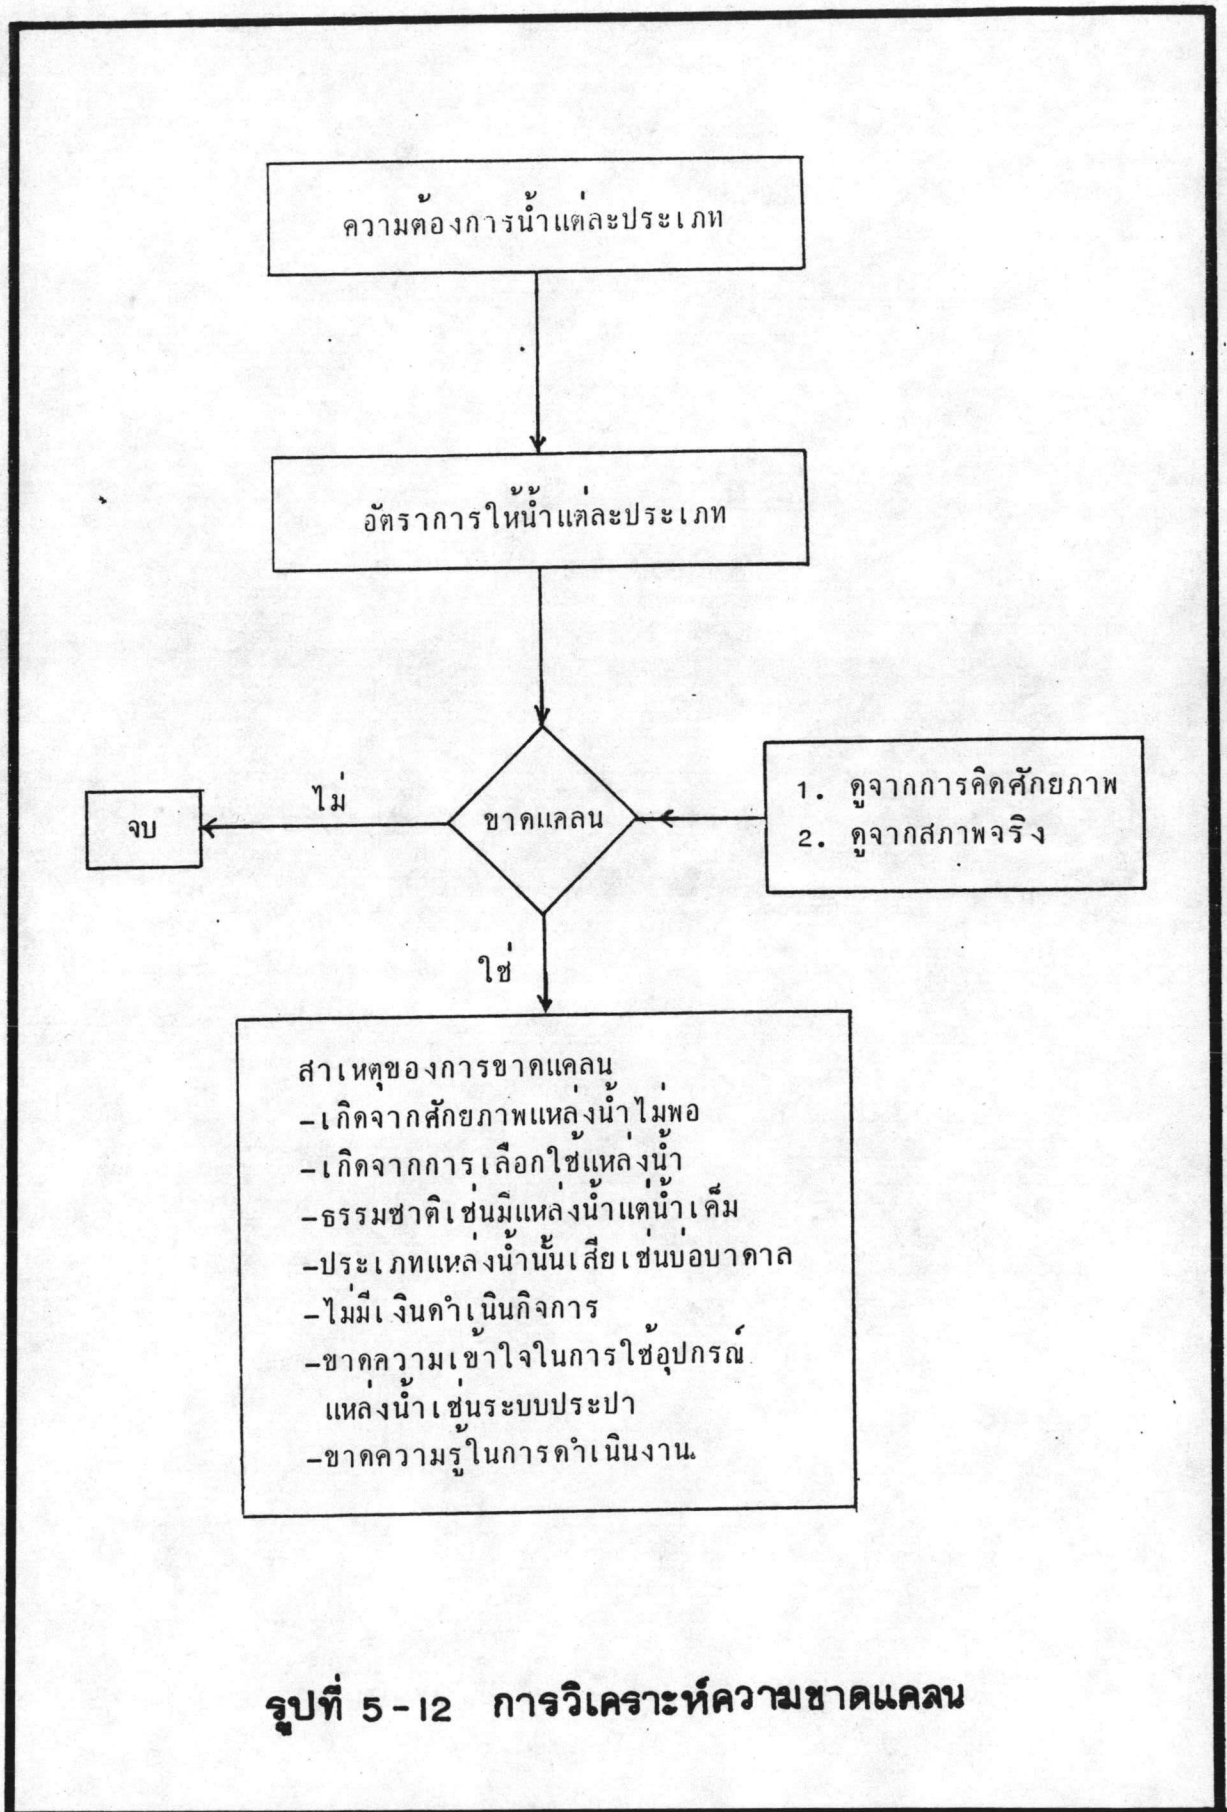 ความต้องการน้ำแต่ละประเภท
อัตราการให้น้ำแต่ละประเภท
ไม่
จบ
ขาดแคลน
1. ดูจากการคิดศักยภาพ
2. ดูจากสภาพจริง
ใช่
สาเหตุของการขาดแคลน
-เกิดจากศักยภาพแหล่งน้ำไม่พอ
-เกิดจากการเลือกใช้แหล่งน้ำ
-ธรรมชาติเช่นมีแหล่งน้ำแต่น้ำเค็ม
-ประเภทแหล่งน้ำนั้นเสียเช่นบ่อบาดาล
-ไม่มีเงินดำเนินกิจการ
-ขาดความเข้าใจในการใช้อุปกรณ์
แหล่งน้ำเช่นระบบประปา
-ขาดความรู้ในการดำเนินงาน
รูปที่ 5-12 การวิเคราะห์ความขาดแคลน